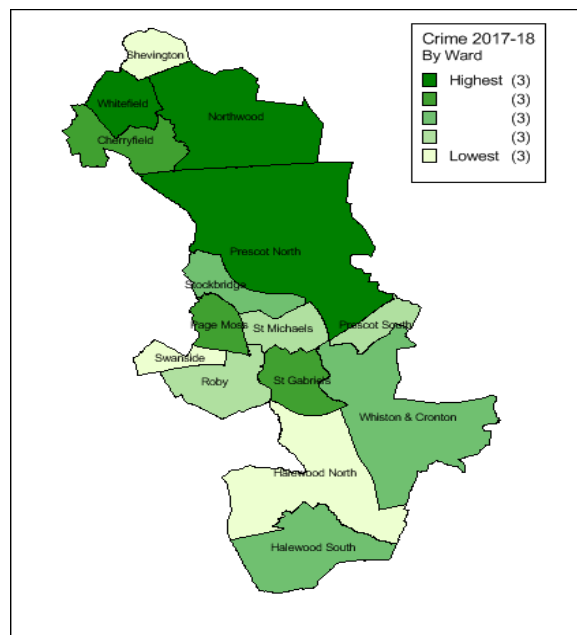 Crime 2017-18
By Ward
Highest (3)
(3)
(3)
(3)
Lowest (3)
Shevington
Whitefield
Northwood
Cherryfield
Prescot North
Stockbridge
Page Moss
St Michaels
Prescot South
Swanside
Roby
St Gabriels
Whiston & Cronton
Halewood North
Halewood South